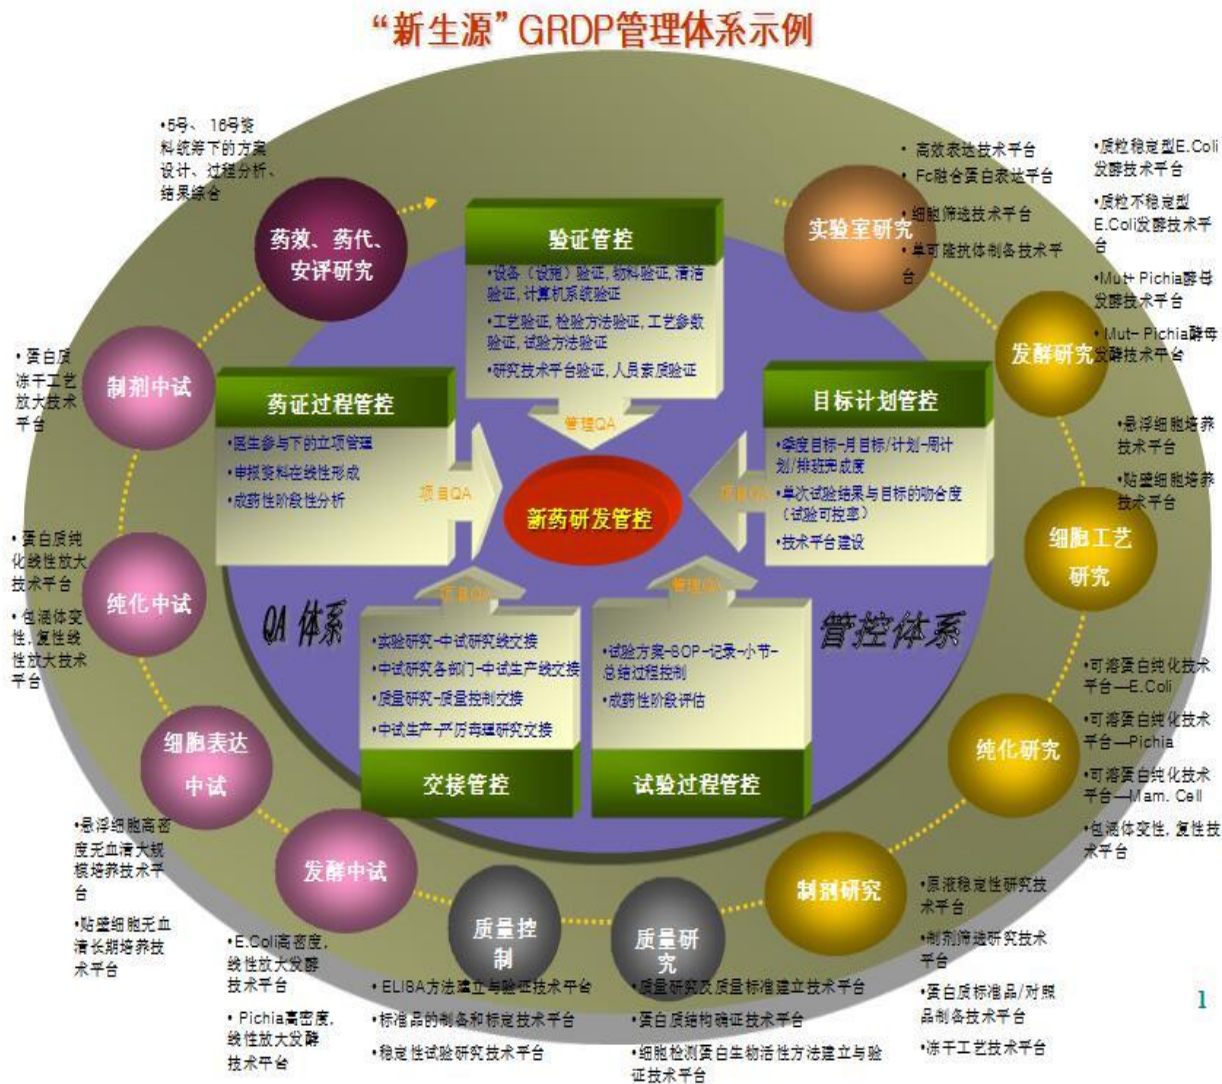 “新生源”GRDP管理体系示例
•5号、16号资
料统筹下的方案
设计、过程分析、
结果综合
药效、药代、
安评研究
验证管控
•设备（设施）验证,物料验证,清洁
验证,计算机系统验证
•工艺验证,检验方法验证,工艺参数
验证,试验方法验证
•研究技术平台验证,人员素质验证
管理QA
实验室研究
• 高效表达技术平台
• Fc融合蛋白表达平台
•细胞筛选技术平台
•单可隆抗体制备技术平
台
•质粒稳定型E.Coli
发酵技术平台
•质粒不稳定型
E.Coli发酵技术平
台
•Mut+ Pichia酵母
发酵技术平台
• Mut- Pichia酵母
发酵技术平台
发酵研究
• 蛋白质
冻干工艺
放大技术
平台
制剂中试
药证过程管控
•医生参与下的立项管理
•申报资料在线性形成
•成药性阶段性分析
项目QA
新药研发管控
目标计划管控
•季度目标-月目标/计划-周计
划/排班完成度
•单次试验结果与目标的吻合度
（试验可控率）
•技术平台建设
项目QA
•悬浮细胞培养
技术平台
•贴壁细胞培养
技术平台
细胞工艺
研究
• 蛋白质纯
化线性放大
技术平台
• 包涵体变
性,复性线
性放大技术
平台
纯化中试
QA 体系
项目QA
•实验研究-中试研究线交接
•中试研究各部门-中试生产线交接
•质量研究-质量控制交接
•中试生产-严厉毒理研究交接
交接管控
管理QA
•试验方案-SOP-记录-小节-
总结过程控制
•成药性阶段评估
试验过程管控
管控体系
•可溶蛋白纯化技术
平台—E.Coli
•可溶蛋白纯化技术
平台—Pichia
•可溶蛋白纯化技术
平台—Mam. Cell
•包涵体变性,复性技
术平台
纯化研究
细胞表达
中试
•悬浮细胞高密
度无血清大规
模培养技术平
台
•贴壁细胞无血
清长期培养技
术平台
发酵中试
•E.Coli高密度,
线性放大发酵
技术平台
• Pichia高密度,
线性放大发酵
技术平台
质量控
制
• ELISA方法建立与验证技术平台
•标准品的制备和标定技术平台
•稳定性试验研究技术平台
质量研
究
•质量研究及质量标准建立技术平台
•蛋白质结构确证技术平台
•细胞检测蛋白生物活性方法建立与验
证技术平台
制剂研究
•原液稳定性研究技
术平台
•制剂筛选研究技术
平台
•蛋白质标准品/对照
品制备技术平台
•冻干工艺技术平台
1